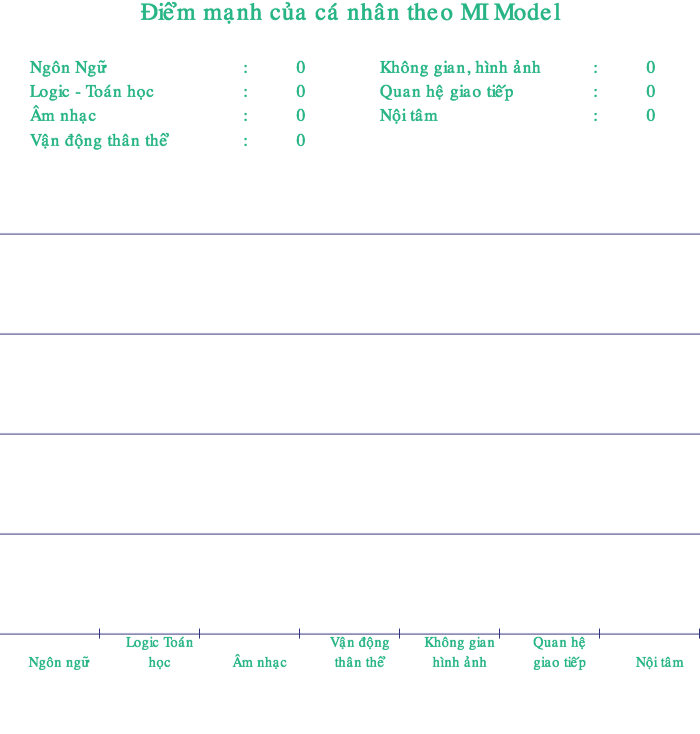 Điểm mạnh của cá nhân theo MI Model
Ngôn Ngữ : 0 Không gian, hình ảnh : 0
Logic - Toán học : 0 Quan hệ giao tiếp : 0
Âm nhạc : 0 Nội tâm : 0
Vận động thân thể : 0
Logic Toán Vận động Không gian Quan hệ
Ngôn ngữ học Âm nhạc thân thể hình ảnh giao tiếp Nội tâm